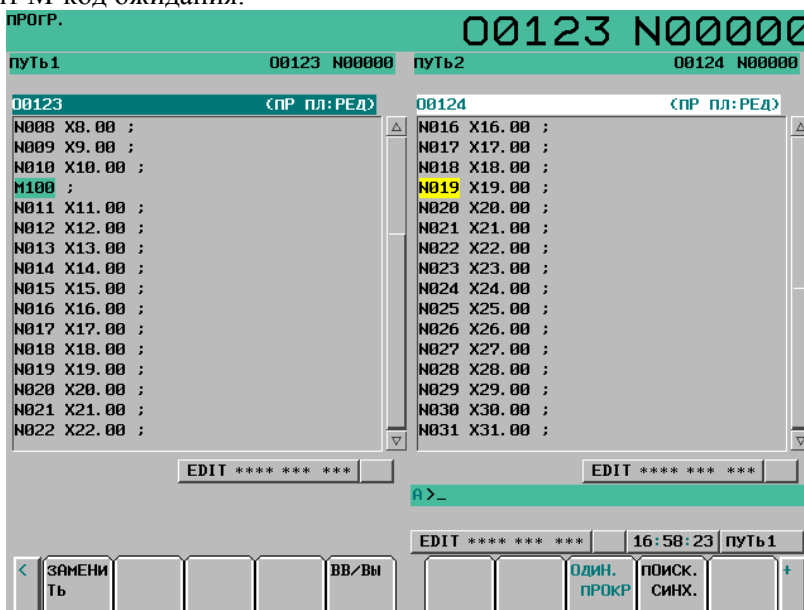 М-код ожидания.
ПРОГР.
O0123 N00000
ПУТЬ1 O0123 N00000
ПУТЬ2 O0124 N00000
O0123 (ПР ПЛ:РЕД)
N008 X8.00 ;
N009 X9.00 ;
N010 X10.00 ;
M100 ;
N011 X11.00 ;
N012 X12.00 ;
N013 X13.00 ;
N014 X14.00 ;
N015 X15.00 ;
N016 X16.00 ;
N017 X17.00 ;
N018 X18.00 ;
N019 X19.00 ;
N020 X20.00 ;
N021 X21.00 ;
N022 X22.00 ;
EDIT **** *** ***
O0124 (ПР ПЛ:РЕД)
N016 X16.00 ;
N017 X17.00 ;
N018 X18.00 ;
N019 X19.00 ;
N020 X20.00 ;
N021 X21.00 ;
N022 X22.00 ;
N023 X23.00 ;
N024 X24.00 ;
N025 X25.00 ;
N026 X26.00 ;
N027 X27.00 ;
N028 X28.00 ;
N029 X29.00 ;
N030 X30.00 ;
N031 X31.00 ;
EDIT **** *** ***
A>_
EDIT **** *** *** 16:58:23 ПУТЬ1
< ЗАМЕНИ ВВ/ВЫ ОДИН. ПОИСК. +
ТЬ ПРОКР СИНХ.